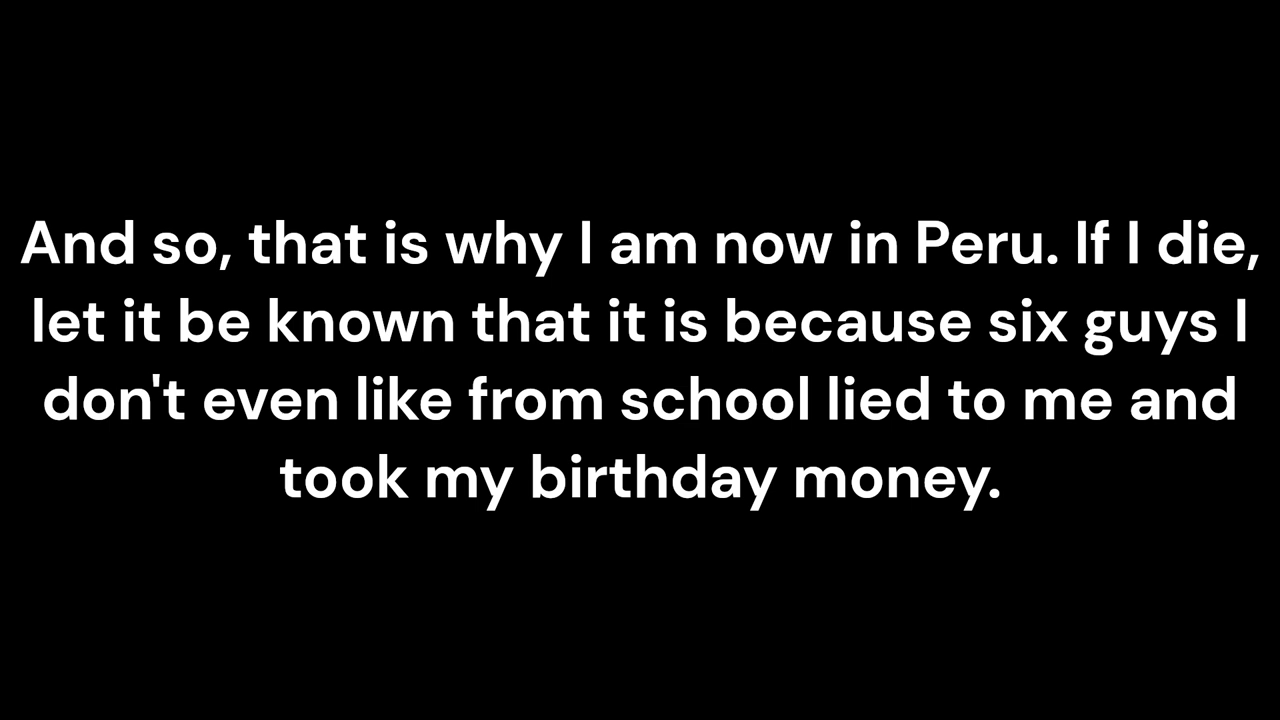 And so, that is why I am now in Peru. If I die,
let it be known that it is because six guys I
don't even like from school lied to me and
took my birthday money.